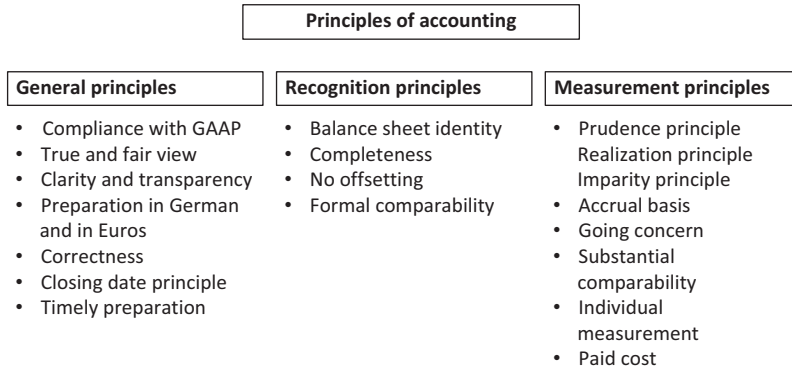 Principles of accounting
General principles
• Compliance with GAAP
• True and fair view
• Clarity and transparency
• Preparation in German
and in Euros
• Correctness
• Closing date principle
• Timely preparation
Recognition principles
• Balance sheet identity
• Completeness
• No offsetting
• Formal comparability
Measurement principles
• Prudence principle
Realization principle
Imparity principle
• Accrual basis
• Going concern
• Substantial
comparability
• Individual
measurement
• Paid cost